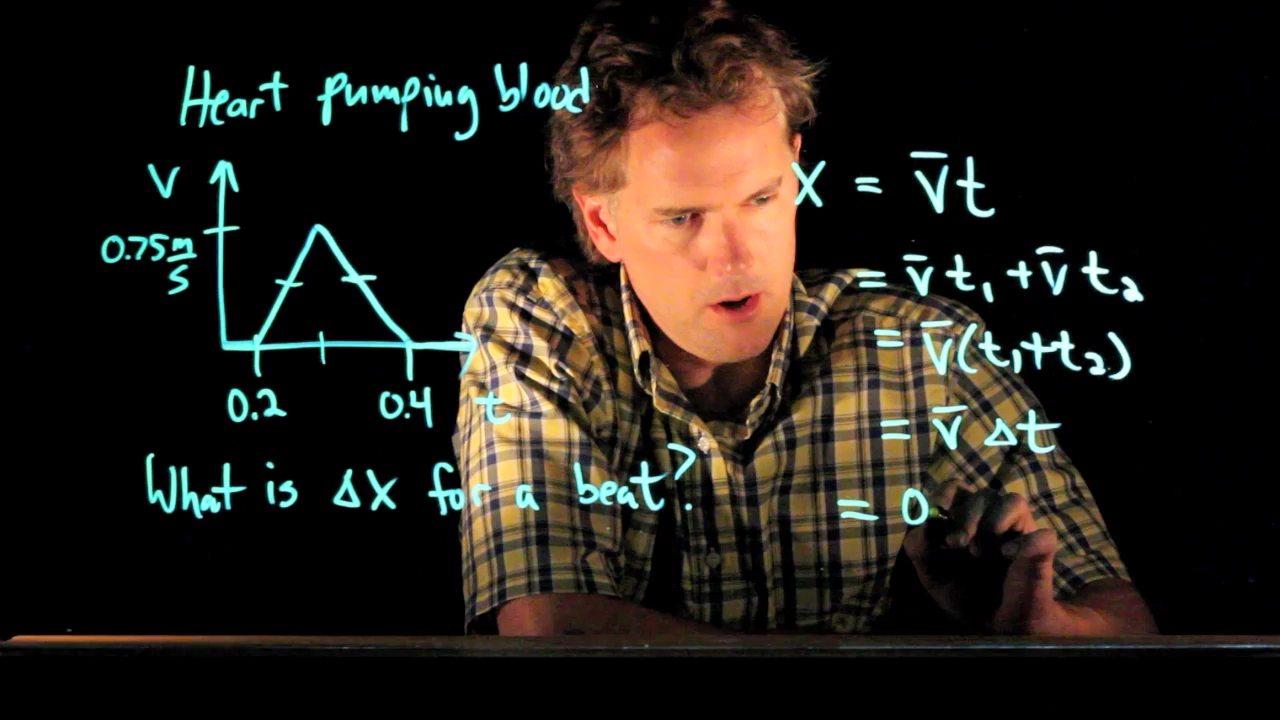 Heart pumping blood
V
0.75 m/s
0.2 0.4 t
What is Δx for a beat?
x = v̄t
= v̄t₁ + v̄t₂
= v̄(t₁+t₂)
= v̄ Δt
= 0